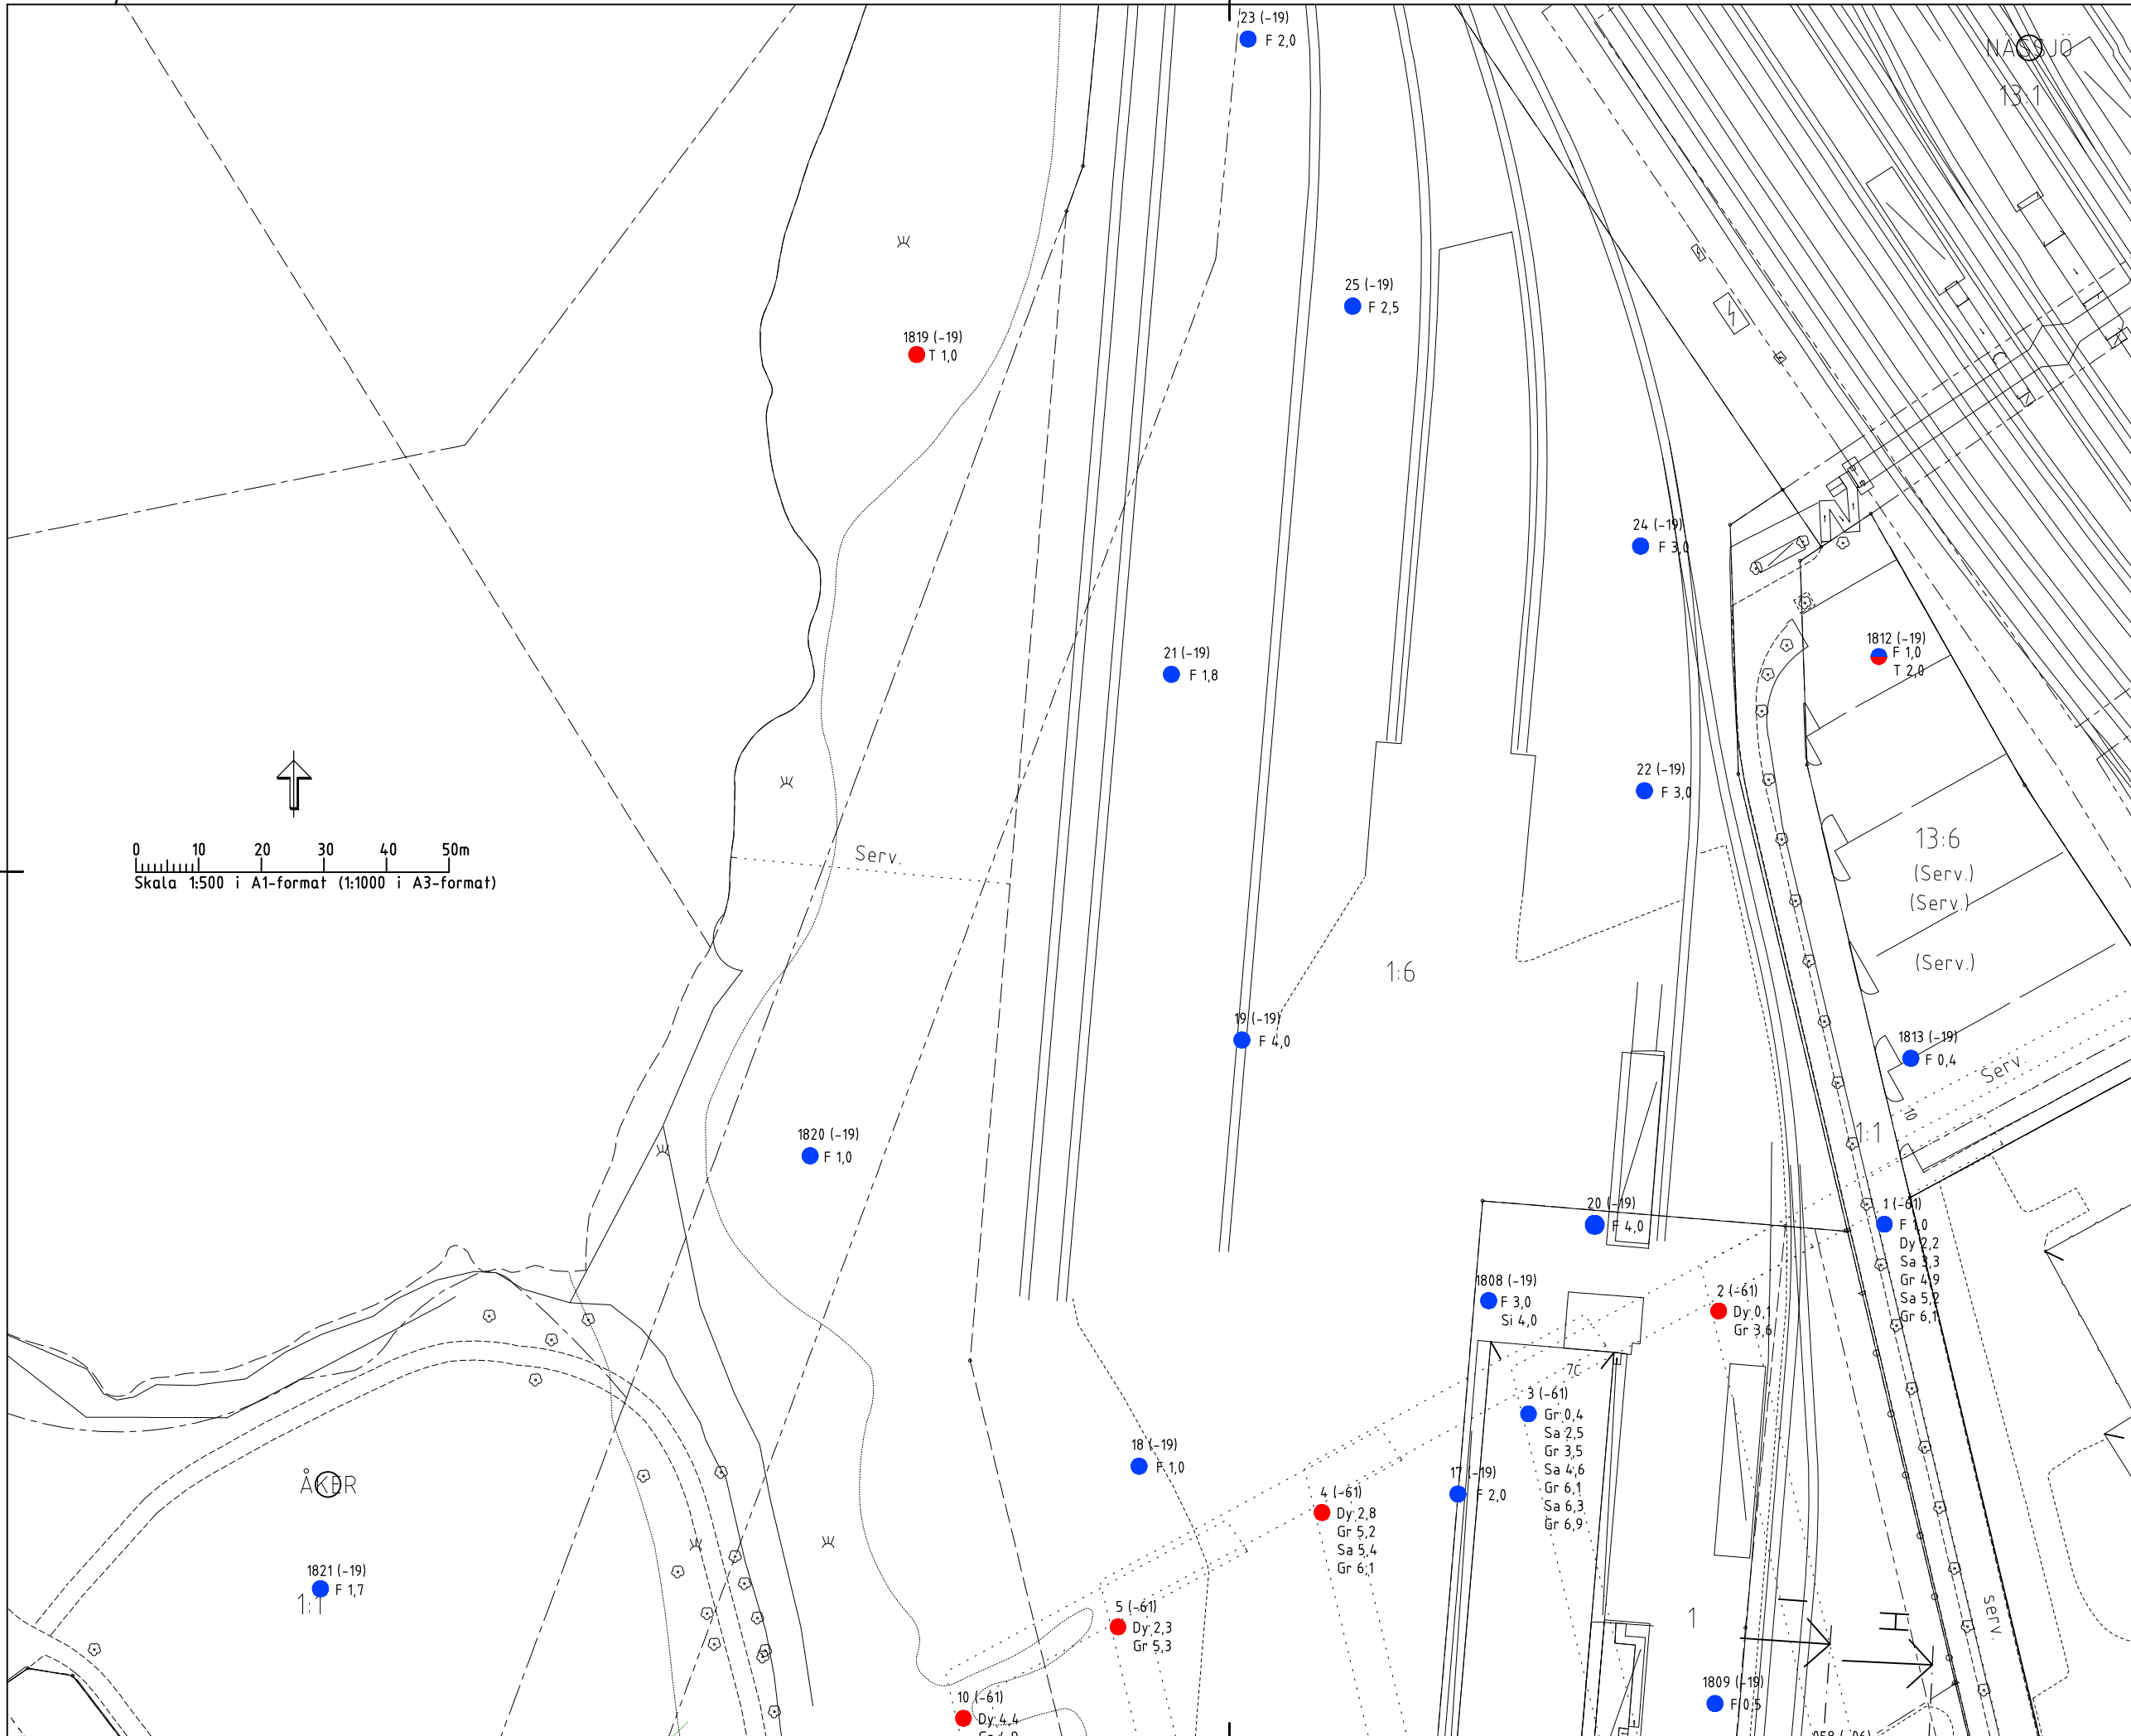 23 (-19)
F 2,0
NÄSSJÖ
13:1
25 (-19)
F 2,5
1819 (-19)
T 1,0
24 (-19)
F 3,0
1812 (-19)
F 1,0
T 2,0
21 (-19)
F 1,8
22 (-19)
F 3,0
0 10 20 30 40 50m
Skala 1:500 i A1-format (1:1000 i A3-format)
Serv.
13:6
(Serv.)
(Serv.)
(Serv.)
1:6
19 (-19)
F 4,0
1813 (-19)
F 0,4
Serv.
10
1:1
1820 (-19)
F 1,0
20 (-19)
F 4,0
1 (-61)
F 1,0
Dy 2,2
Sa 3,3
Gr 4,9
Sa 5,2
Gr 6,1
1808 (-19)
F 3,0
Si 4,0
2 (-61)
Dy 0,1
Gr 3,6
7C
3 (-61)
Gr 0,4
Sa 2,5
Gr 3,5
Sa 4,6
Gr 6,1
Sa 6,3
Gr 6,9
18 (-19)
F 1,0
17 (-19)
F 2,0
ÅKER
4 (-61)
Dy 2,8
Gr 5,2
Sa 5,4
Gr 6,1
1821 (-19)
F 1,7
1:1
5 (-61)
Dy 2,3
Gr 5,3
1
I
H
serv.
1809 (-19)
F 0,5
10 (-61)
Dy 4,4